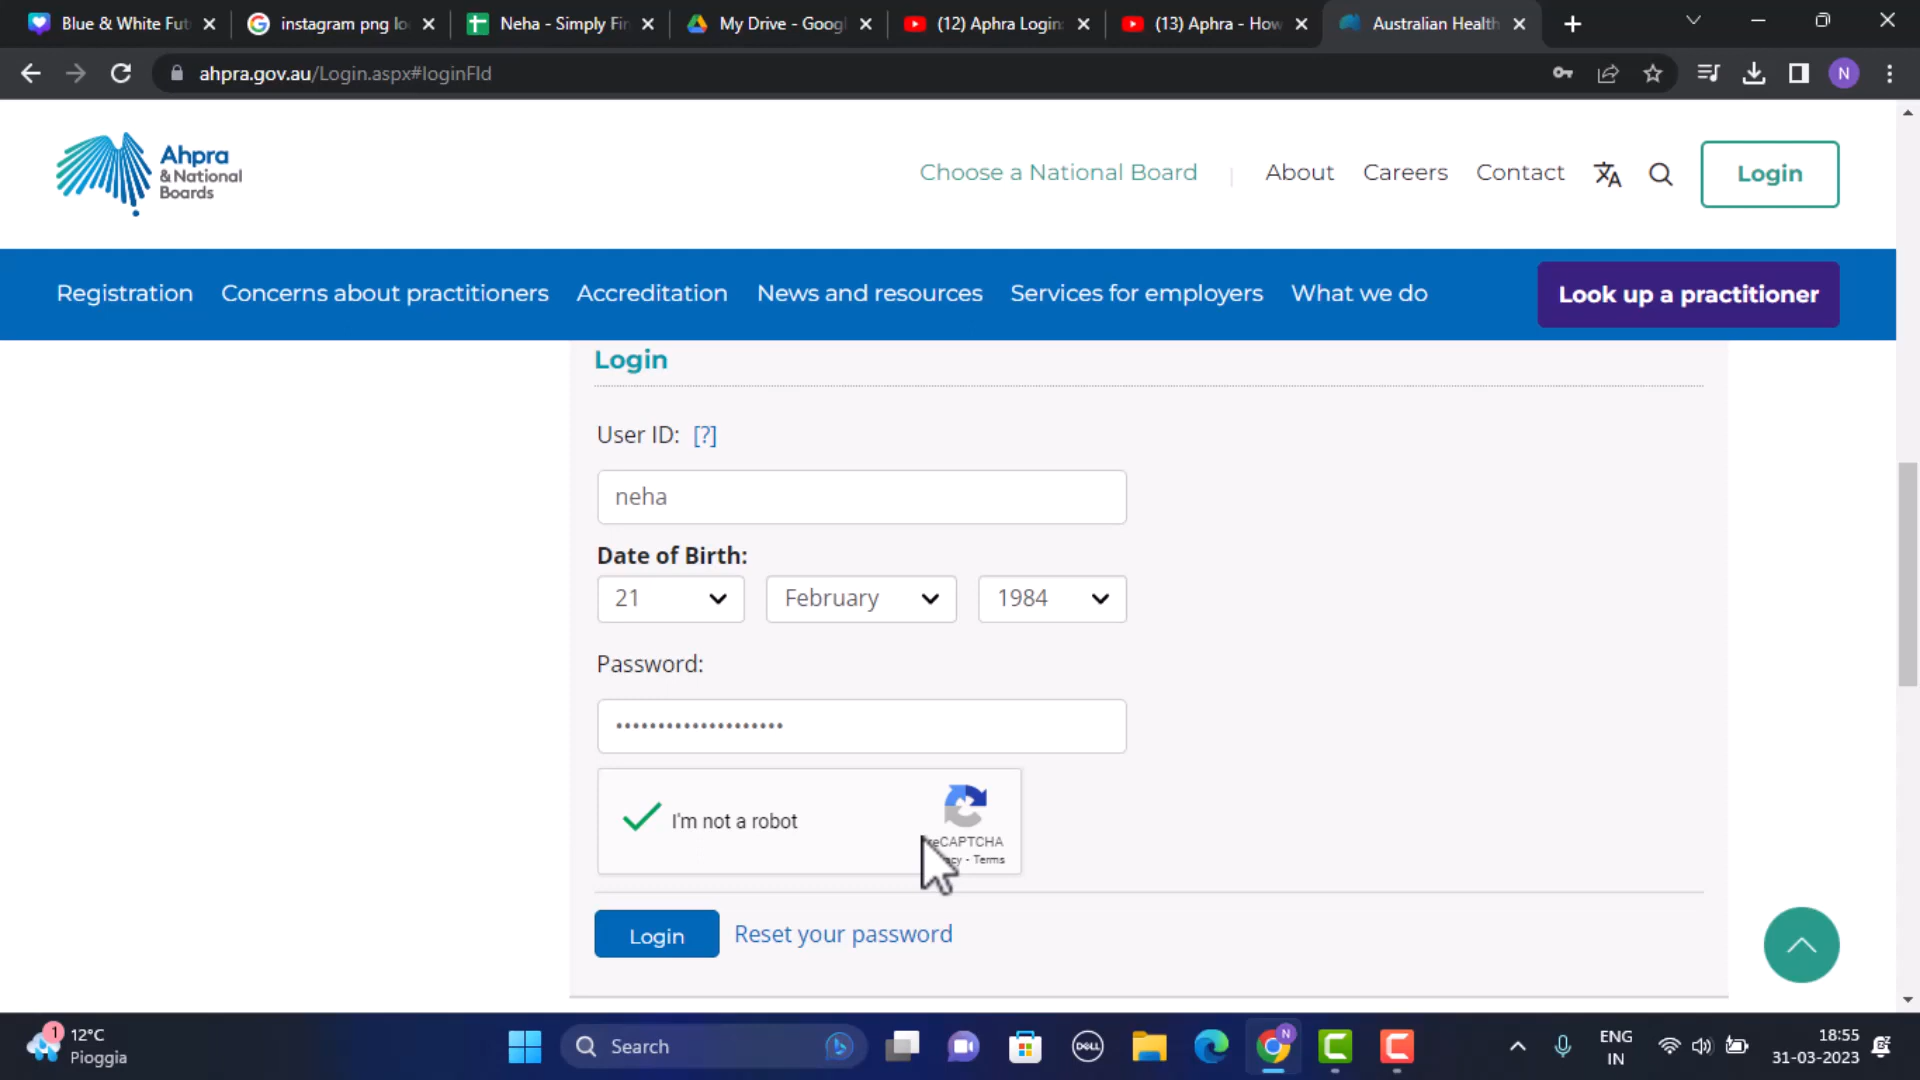 Blue & White Fut
instagram png lo
Neha - Simply Fin
My Drive - Googl
(12) Aphra Login
(13) Aphra - How
Australian Health
ahpra.gov.au/Login.aspx#loginFld
N
Ahpra
& National
Boards
Choose a National Board
About
Careers
Contact
Login
Registration
Concerns about practitioners
Accreditation
News and resources
Services for employers
What we do
Look up a practitioner
Login
User ID: [?]
neha
Date of Birth:
21
February
1984
Password:
••••••••••••••••••••
I'm not a robot
reCAPTCHA
- Terms
Login
Reset your password
1
12°C
Pioggia
Search
DELL
N
ENG
IN
18:55
31-03-2023